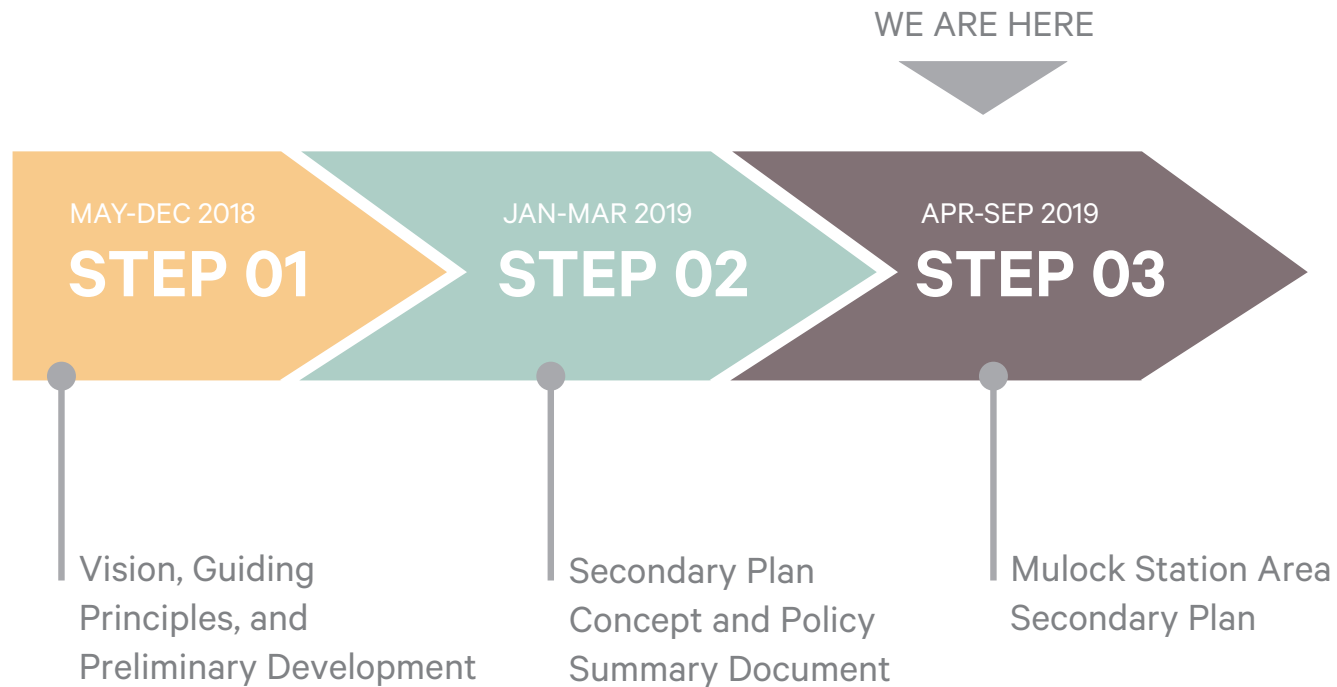 WE ARE HERE
MAY-DEC 2018
STEP 01
JAN-MAR 2019
STEP 02
APR-SEP 2019
STEP 03
Vision, Guiding
Principles, and
Preliminary Development
Secondary Plan
Concept and Policy
Summary Document
Mulock Station Area
Secondary Plan